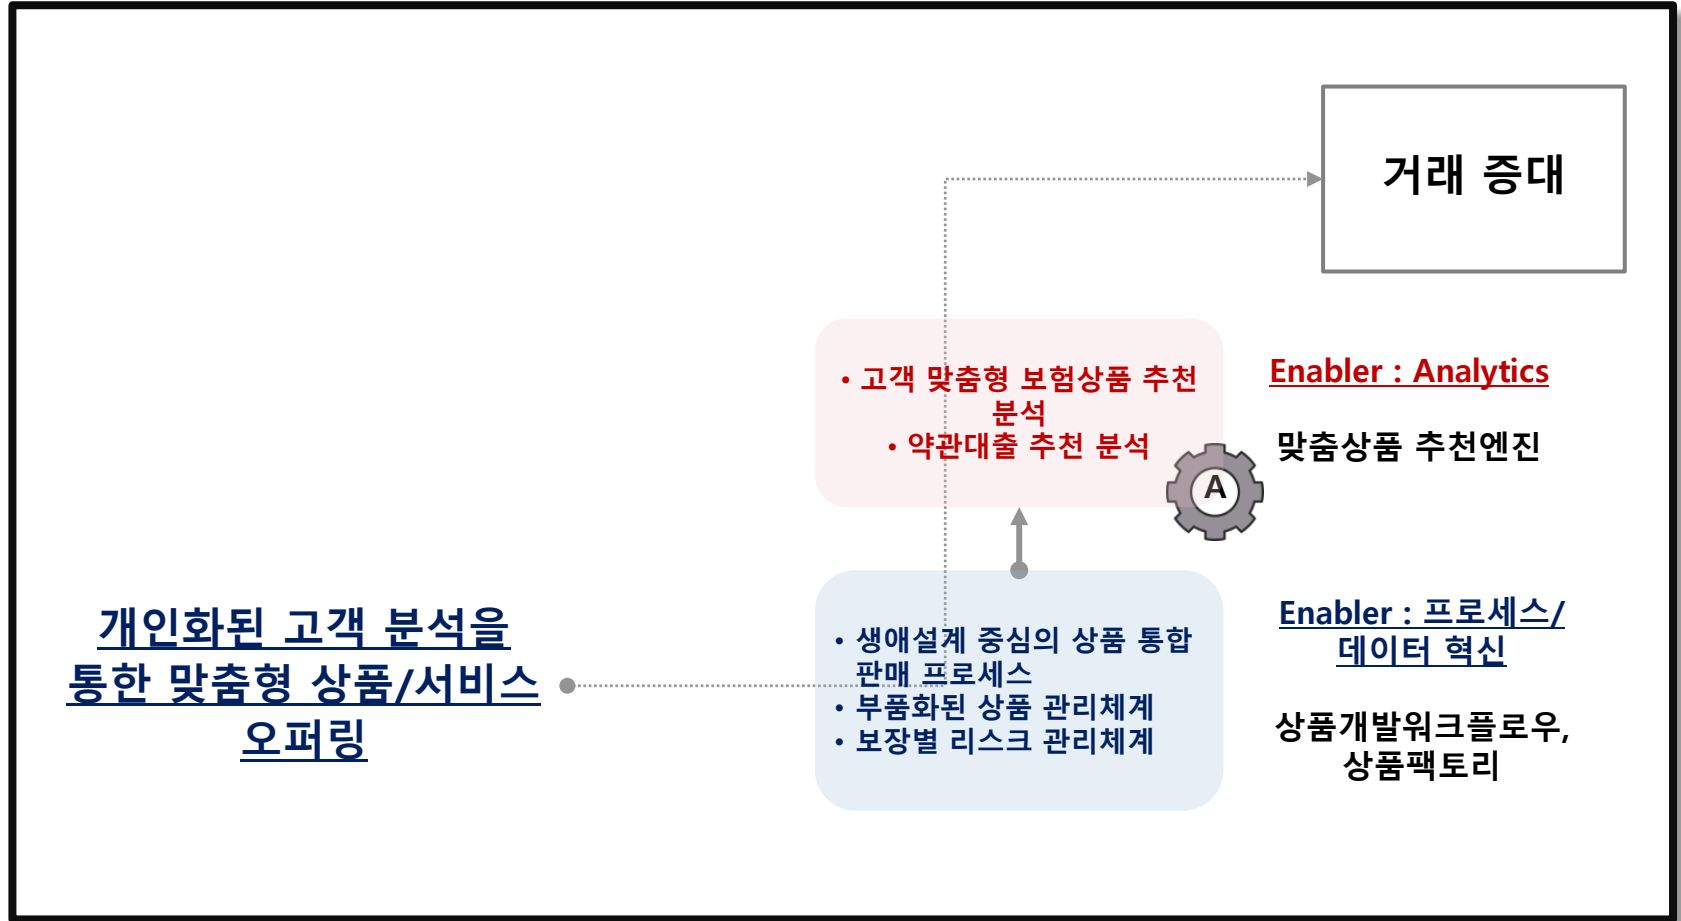 거래 증대
• 고객 맞춤형 보험상품 추천
분석
• 약관대출 추천 분석
Enabler : Analytics
맞춤상품 추천엔진
A
개인화된 고객 분석을
통한 맞춤형 상품/서비스
오퍼링
• 생애설계 중심의 상품 통합
판매 프로세스
• 부품화된 상품 관리체계
• 보장별 리스크 관리체계
Enabler : 프로세스/
데이터 혁신
상품개발워크플로우,
상품팩토리